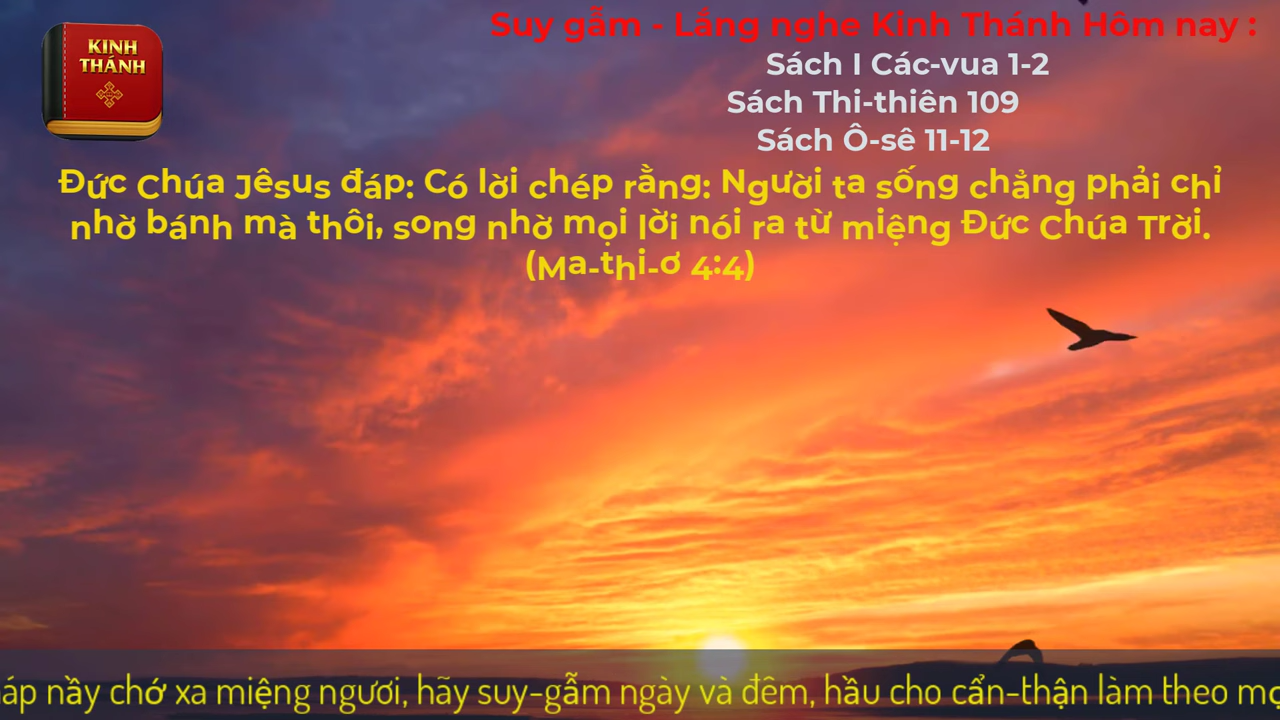 KINH
THÁNH
Suy gẫm - Lắng nghe Kinh Thánh Hôm nay :
Sách I Các-vua 1-2
Sách Thi-thiên 109
Sách Ô-sê 11-12
Đức Chúa Jêsus đáp: Có lời chép rằng: Người ta sống chẳng phải chỉ
nhờ bánh mà thôi, song nhờ mọi lời nói ra từ miệng Đức Chúa Trời.
(Ma-thi-ơ 4:4)
nầy chớ xa miệng ngươi, hãy suy-gẫm ngày và đêm, hầu cho cẩn-thận làm theo